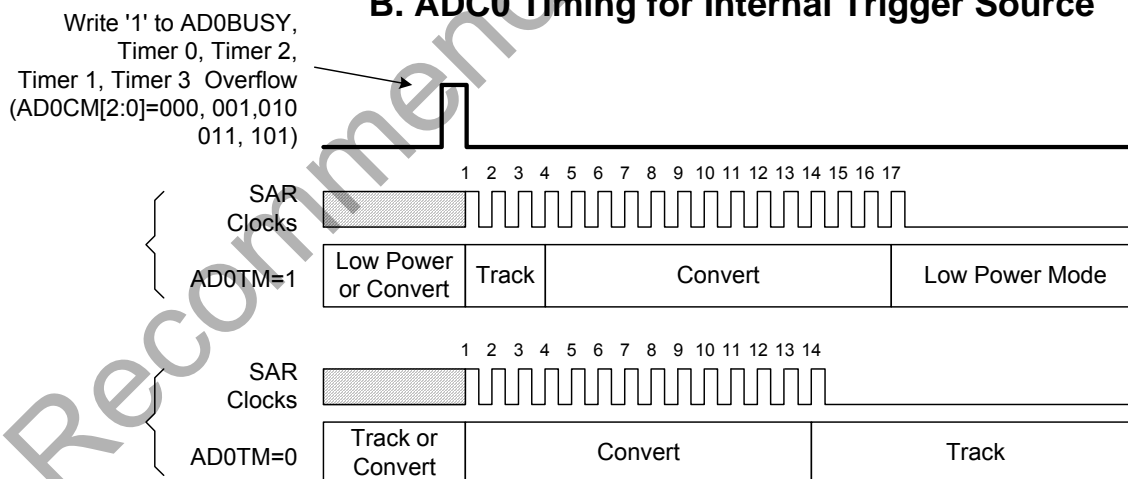 B. ADC0 Timing for Internal Trigger Source
Write '1' to AD0BUSY,
Timer 0, Timer 2,
Timer 1, Timer 3 Overflow
(AD0CM[2:0]=000, 001,010
011, 101)
1 2 3 4 5 6 7 8 9 10 11 12 13 14 15 16 17
SAR
Clocks
AD0TM=1
Low Power
or Convert
Track
Convert
Low Power Mode
1 2 3 4 5 6 7 8 9 10 11 12 13 14
SAR
Clocks
AD0TM=0
Track or
Convert
Convert
Track
Recommen